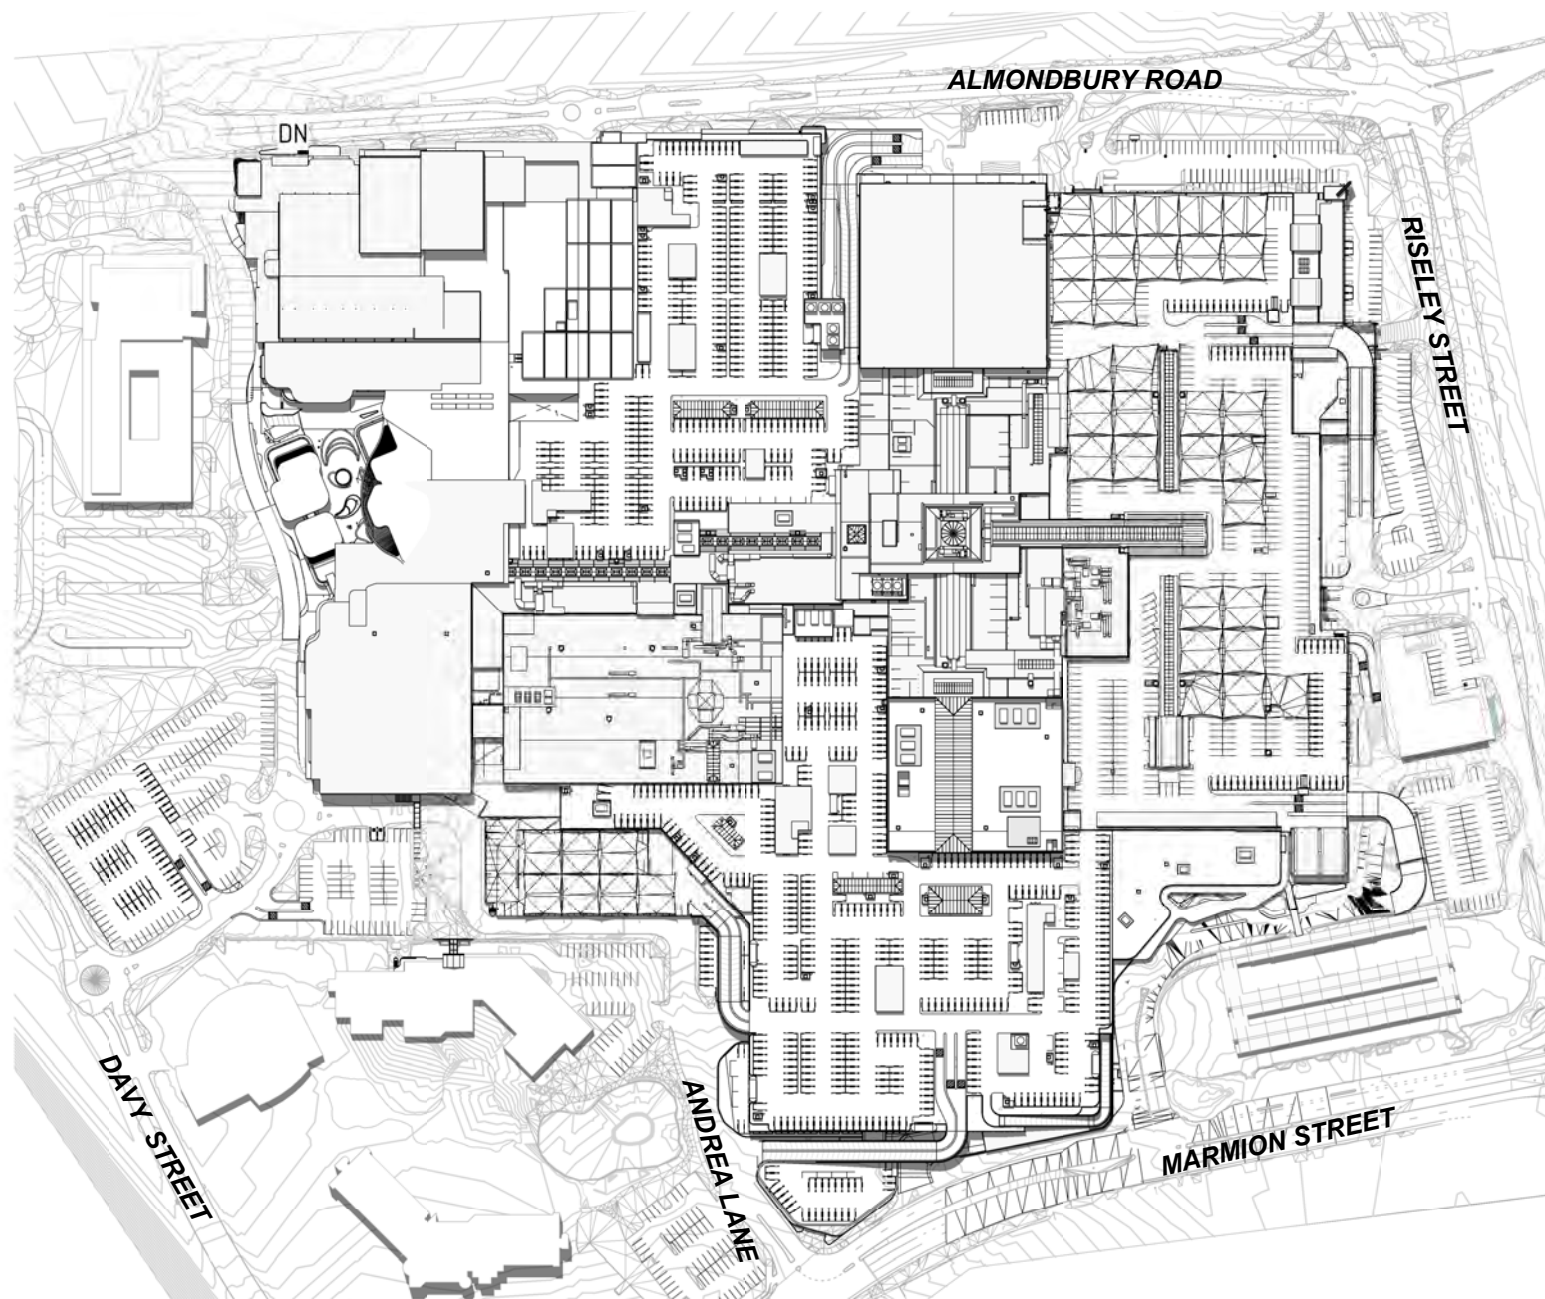 ALMONDBURY ROAD
DN
RISELEY STREET
DAVY STREET
ANDREA LANE
MARMION STREET